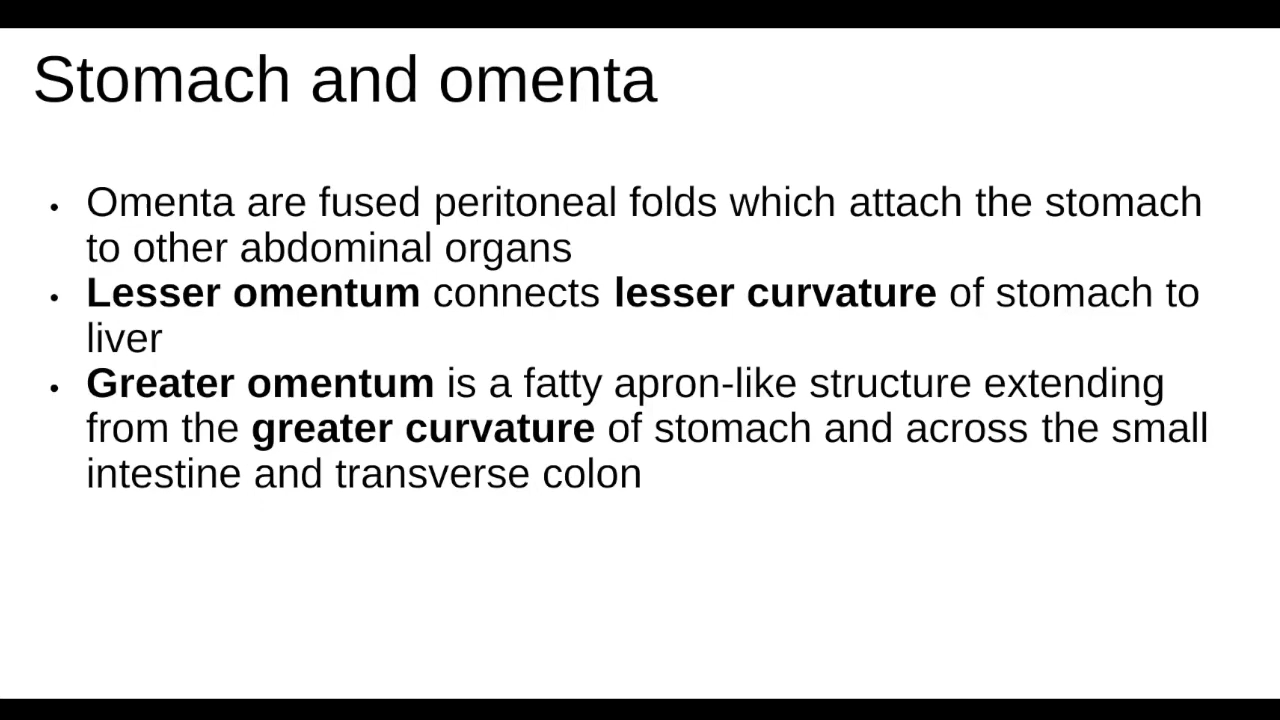 Stomach and omenta
• Omenta are fused peritoneal folds which attach the stomach
to other abdominal organs
• Lesser omentum connects lesser curvature of stomach to
liver
• Greater omentum is a fatty apron-like structure extending
from the greater curvature of stomach and across the small
intestine and transverse colon